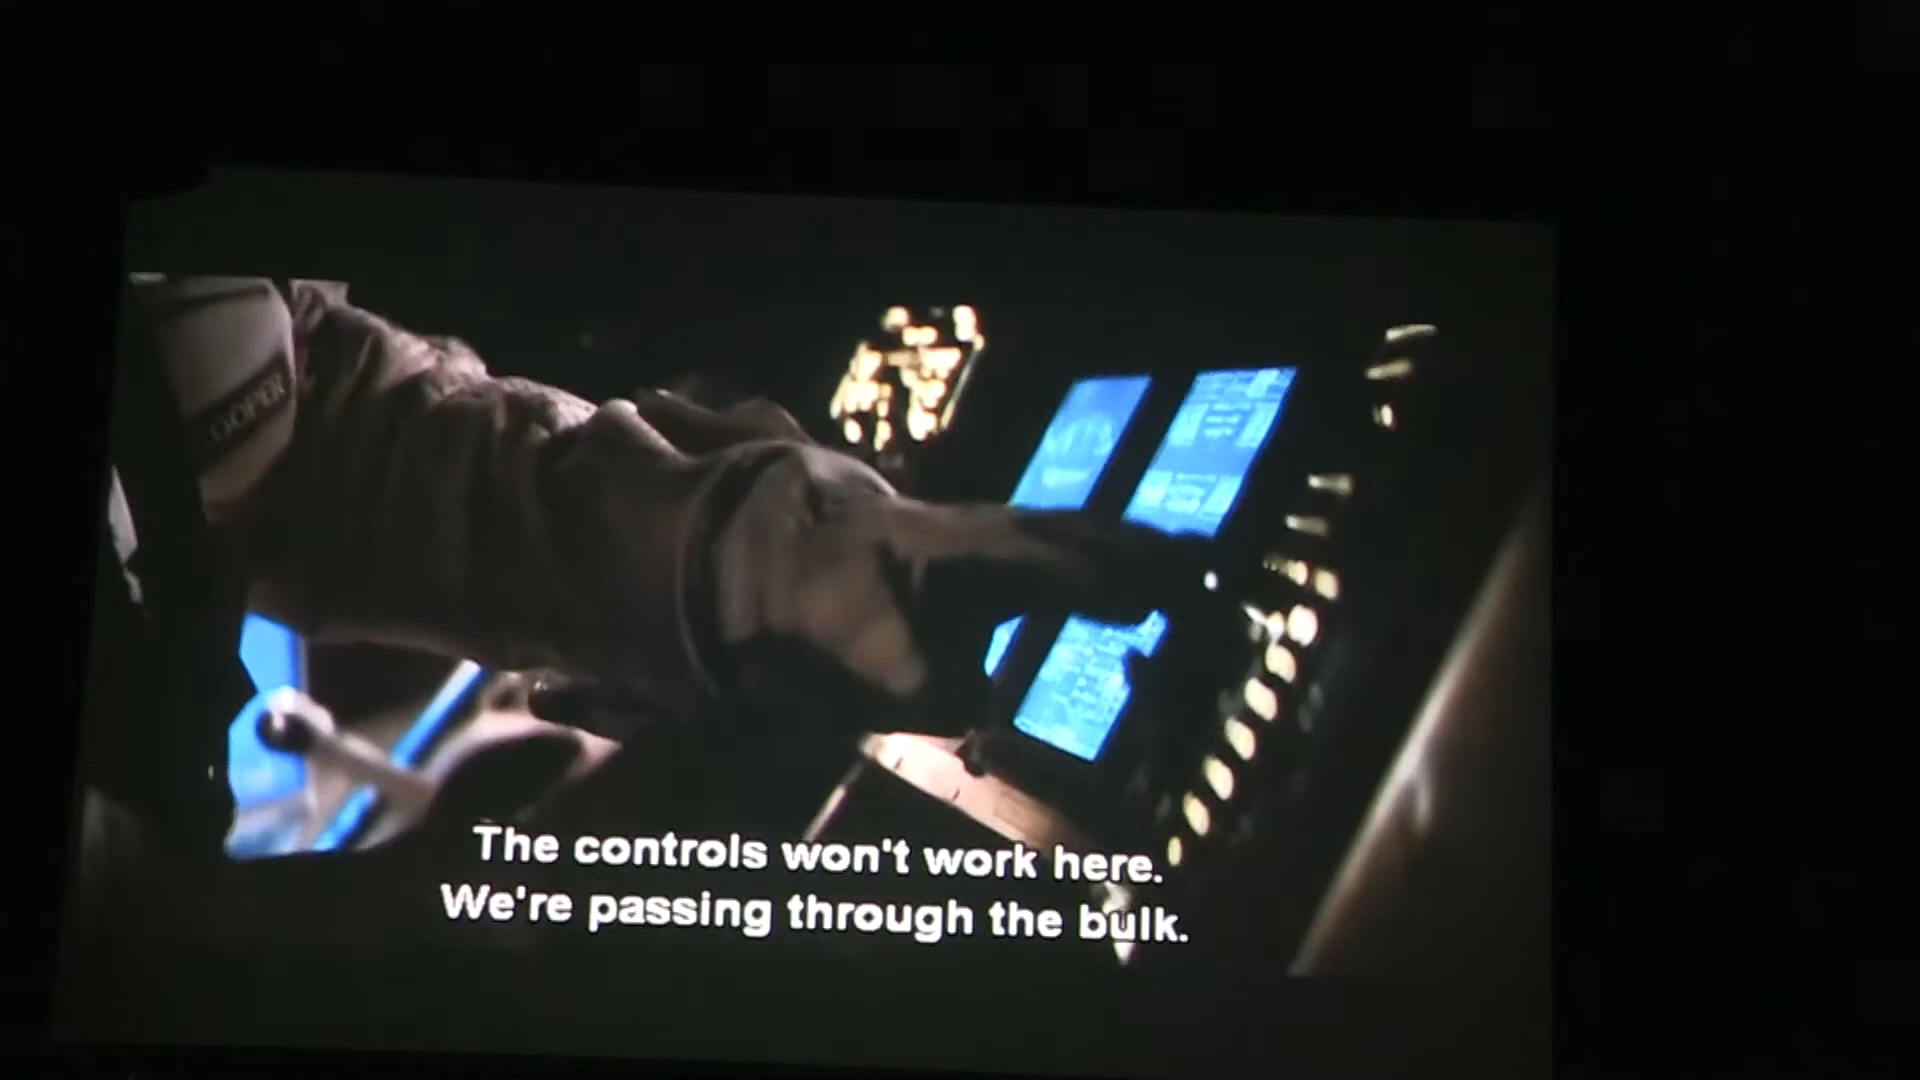 COOPER
The controls won't work here.
We're passing through the bulk.